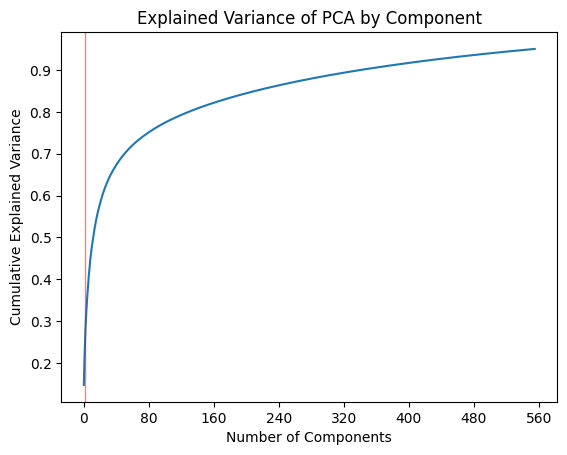 Explained Variance of PCA by Component
Cumulative Explained Variance
0.9
0.8
0.7
0.6
0.5
0.4
0.3
0.2
0 80 160 240 320 400 480 560
Number of Components